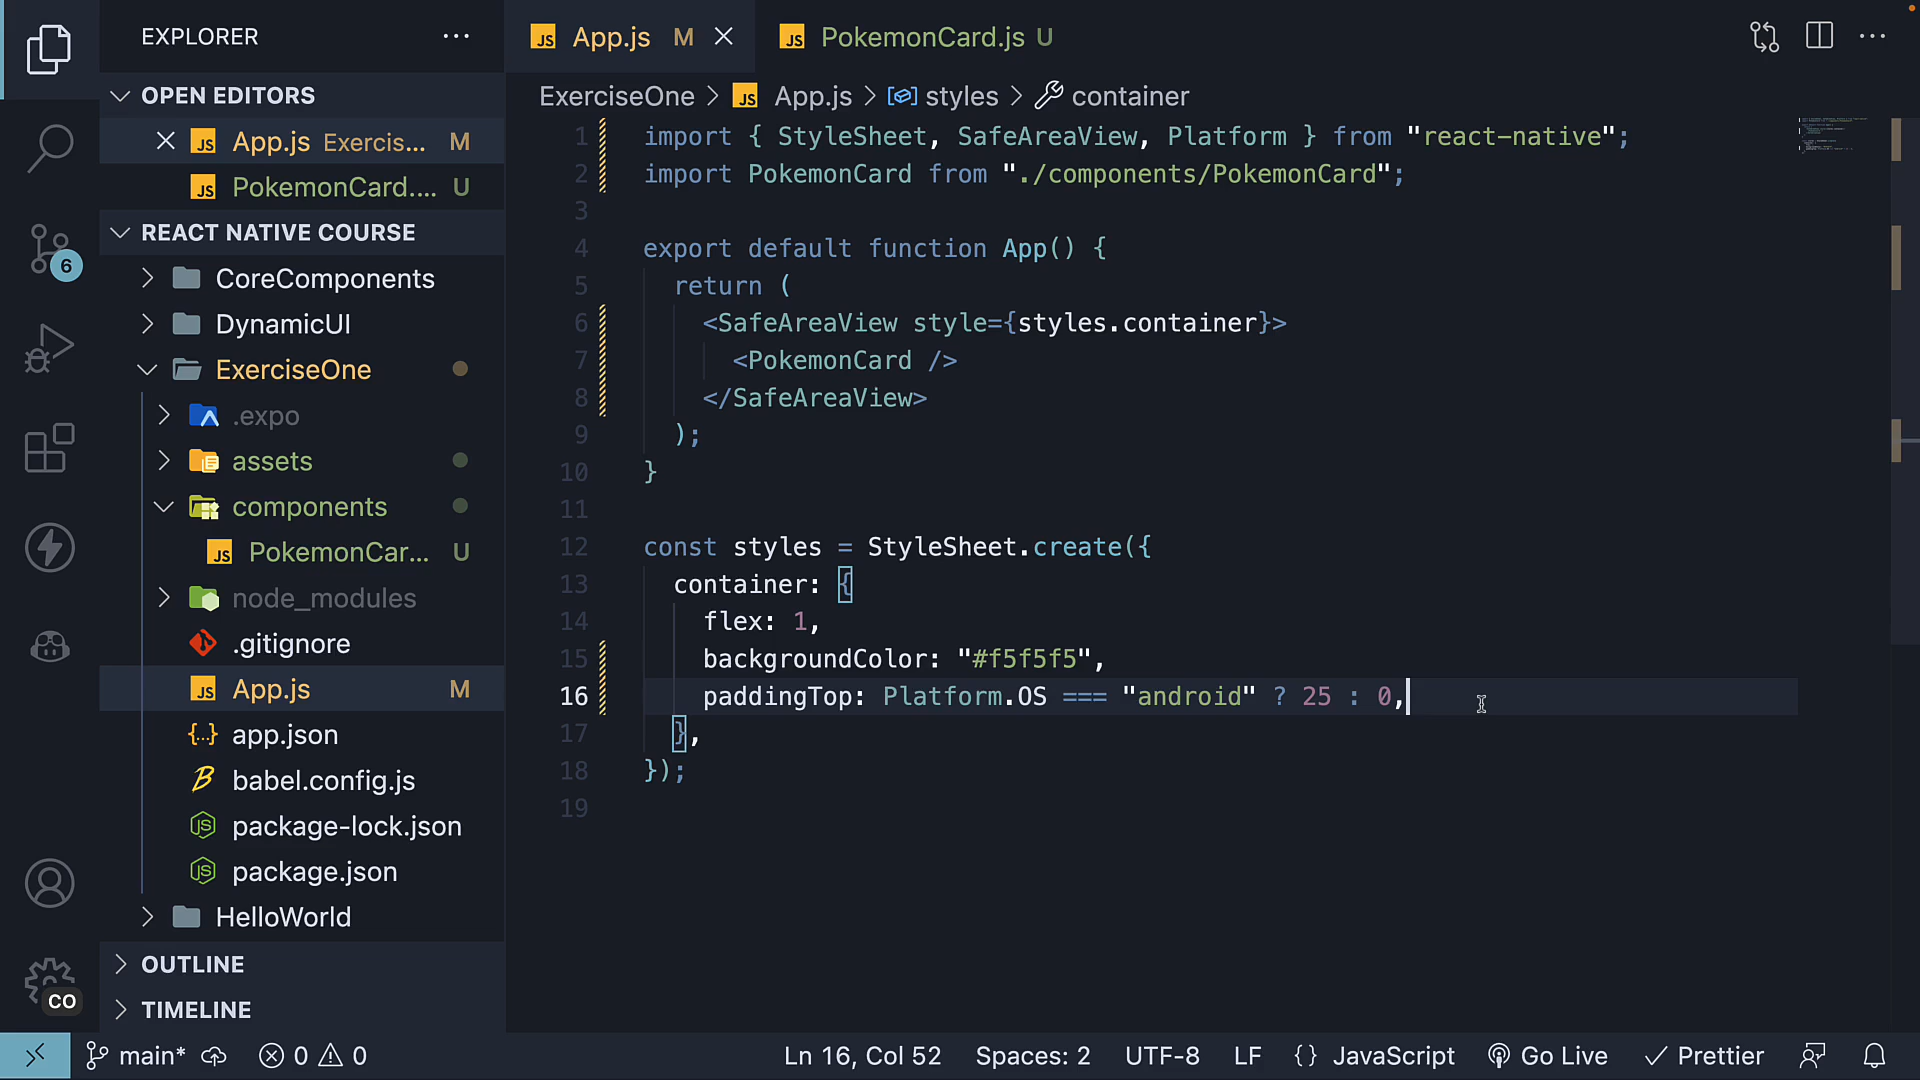 EXPLORER
OPEN EDITORS
App.js Exercis... M
PokemonCard.... U
REACT NATIVE COURSE
6
CoreComponents
DynamicUI
ExerciseOne
.expo
assets
components
JS PokemonCar... U
node_modules
.gitignore
JS App.js M
app.json
babel.config.js
package-lock.json
package.json
HelloWorld
OUTLINE
TIMELINE
CO
JS App.js M
JS PokemonCard.js U
ExerciseOne > JS App.js > styles > container
1 import { StyleSheet, SafeAreaView, Platform } from "react-native";
2 import PokemonCard from "./components/PokemonCard";
3
4 export default function App() {
5 return (
6 <SafeAreaView style={styles.container}>
7 <PokemonCard />
8 </SafeAreaView>
9 );
10 }
11
12 const styles = StyleSheet.create({
13 container: {
14 flex: 1,
15 backgroundColor: "#f5f5f5",
16 paddingTop: Platform.OS === "android" ? 25 : 0,
17 },
18 });
19
main* 0 0 Ln 16, Col 52 Spaces: 2 UTF-8 LF {} JavaScript Go Live Prettier